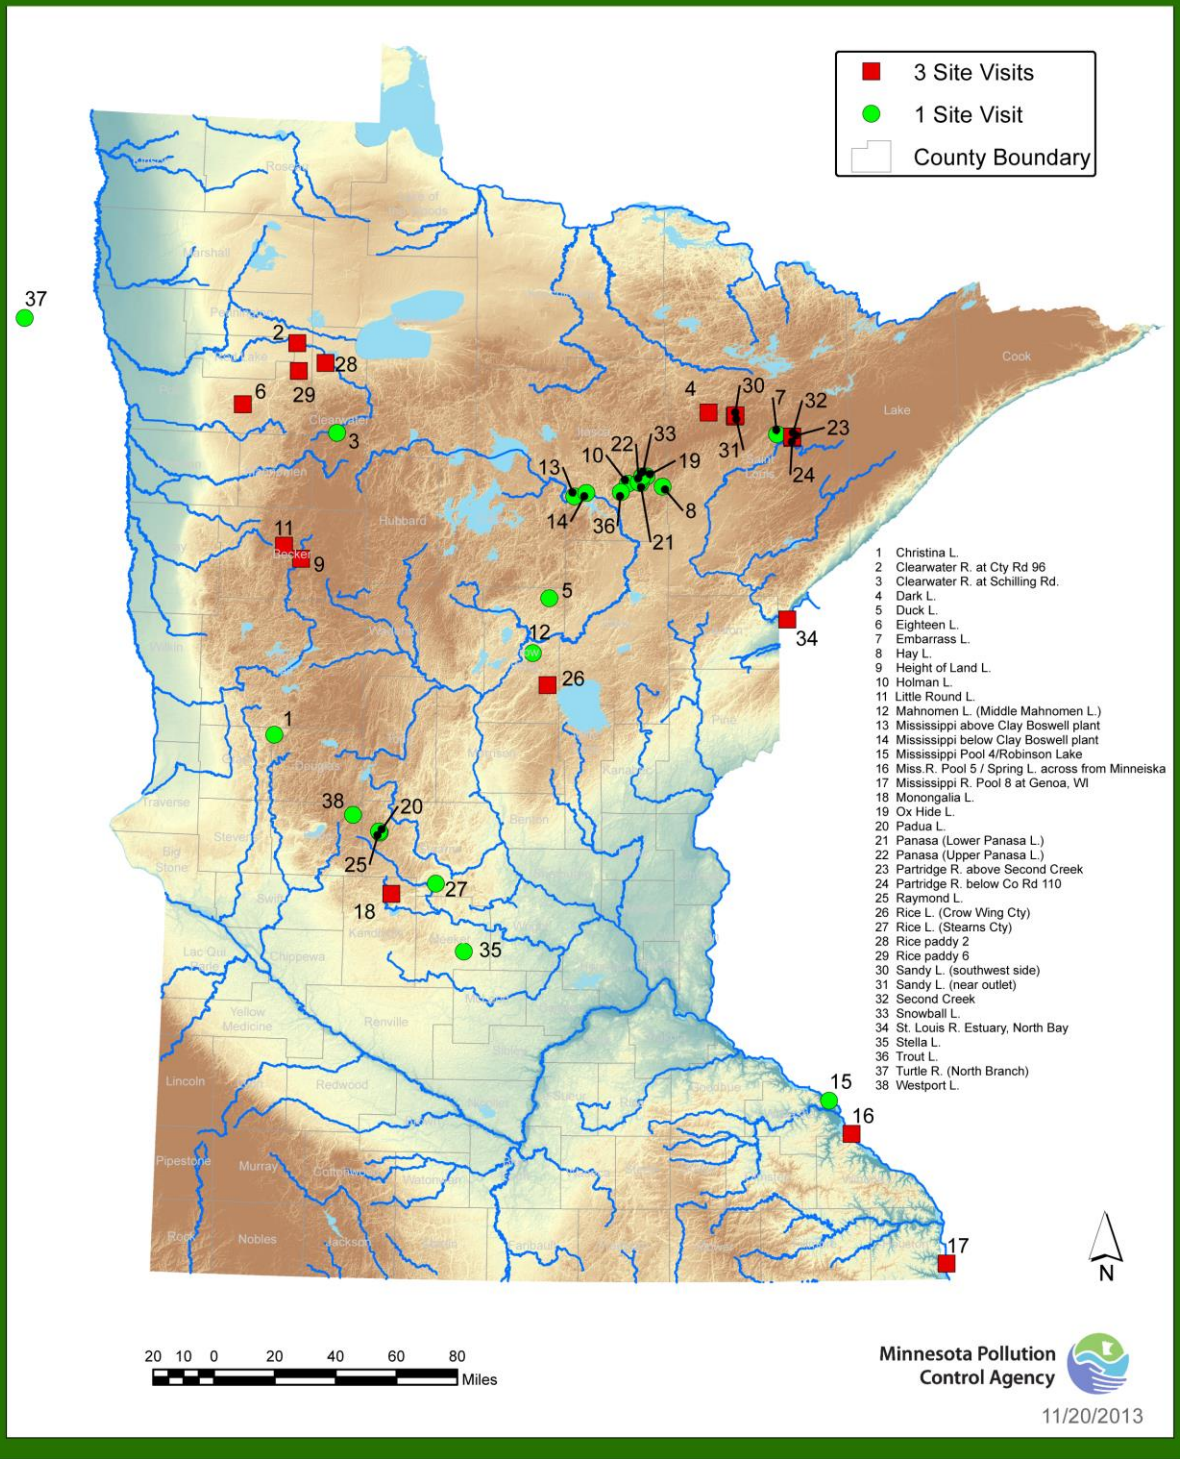 3 Site Visits
1 Site Visit
County Boundary
Roseau
Marshall
37
2
28
29
6
Clearwater
3
Cook
Lake
4
30
7
32
31
23
24
Itasca
Saint
Louis
22
33
10
19
13
14
36
21
8
Hubbard
11
Becker
9
5
12
26
34
Wilkin
1
Pine
Douglas
Kanabec
Traverse
38
20
Benton
Stevens
25
Big
Stone
27
18
Swift
Kandiyohi
Meeker
35
Lac Qui
Parle
Chippewa
Yellow
Medicine
Renville
Lincoln
Redwood
Goodhue
15
16
Pipestone
Murray
Cottonwood
Watonwan
Rock
Nobles
Jackson
Faribault
17
1 Christina L.
2 Clearwater R. at Cty Rd 96
3 Clearwater R. at Schilling Rd.
4 Dark L.
5 Duck L.
6 Eighteen L.
7 Embarrass L.
8 Hay L.
9 Height of Land L.
10 Holman L.
11 Little Round L.
12 Mahnomen L. (Middle Mahnomen L.)
13 Mississippi above Clay Boswell plant
14 Mississippi below Clay Boswell plant
15 Mississippi Pool 4/Robinson Lake
16 Miss.R. Pool 5 / Spring L. across from Minneiska
17 Mississippi R. Pool 8 at Genoa, WI
18 Monongalia L.
19 Ox Hide L.
20 Padua L.
21 Panasa (Lower Panasa L.)
22 Panasa (Upper Panasa L.)
23 Partridge R. above Second Creek
24 Partridge R. below Co Rd 110
25 Raymond L.
26 Rice L. (Crow Wing Cty)
27 Rice L. (Stearns Cty)
28 Rice paddy 2
29 Rice paddy 6
30 Sandy L. (southwest side)
31 Sandy L. (near outlet)
32 Second Creek
33 Snowball L.
34 St. Louis R. Estuary, North Bay
35 Stella L.
36 Trout L.
37 Turtle R. (North Branch)
38 Westport L.
N
20 10 0 20 40 60 80
Miles
Minnesota Pollution
Control Agency
11/20/2013